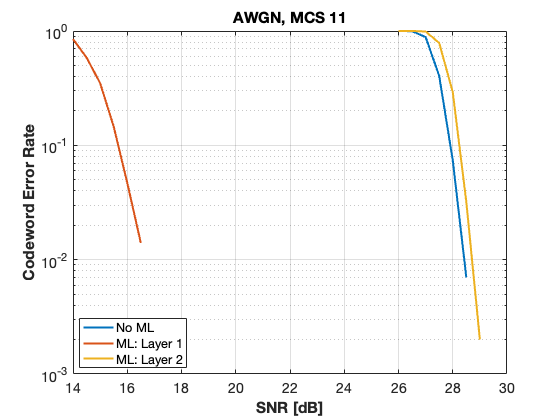 AWGN, MCS 11
Codeword Error Rate
10^0
10^-1
10^-2
10^-3
No ML
ML: Layer 1
ML: Layer 2
14 16 18 20 22 24 26 28 30
SNR [dB]